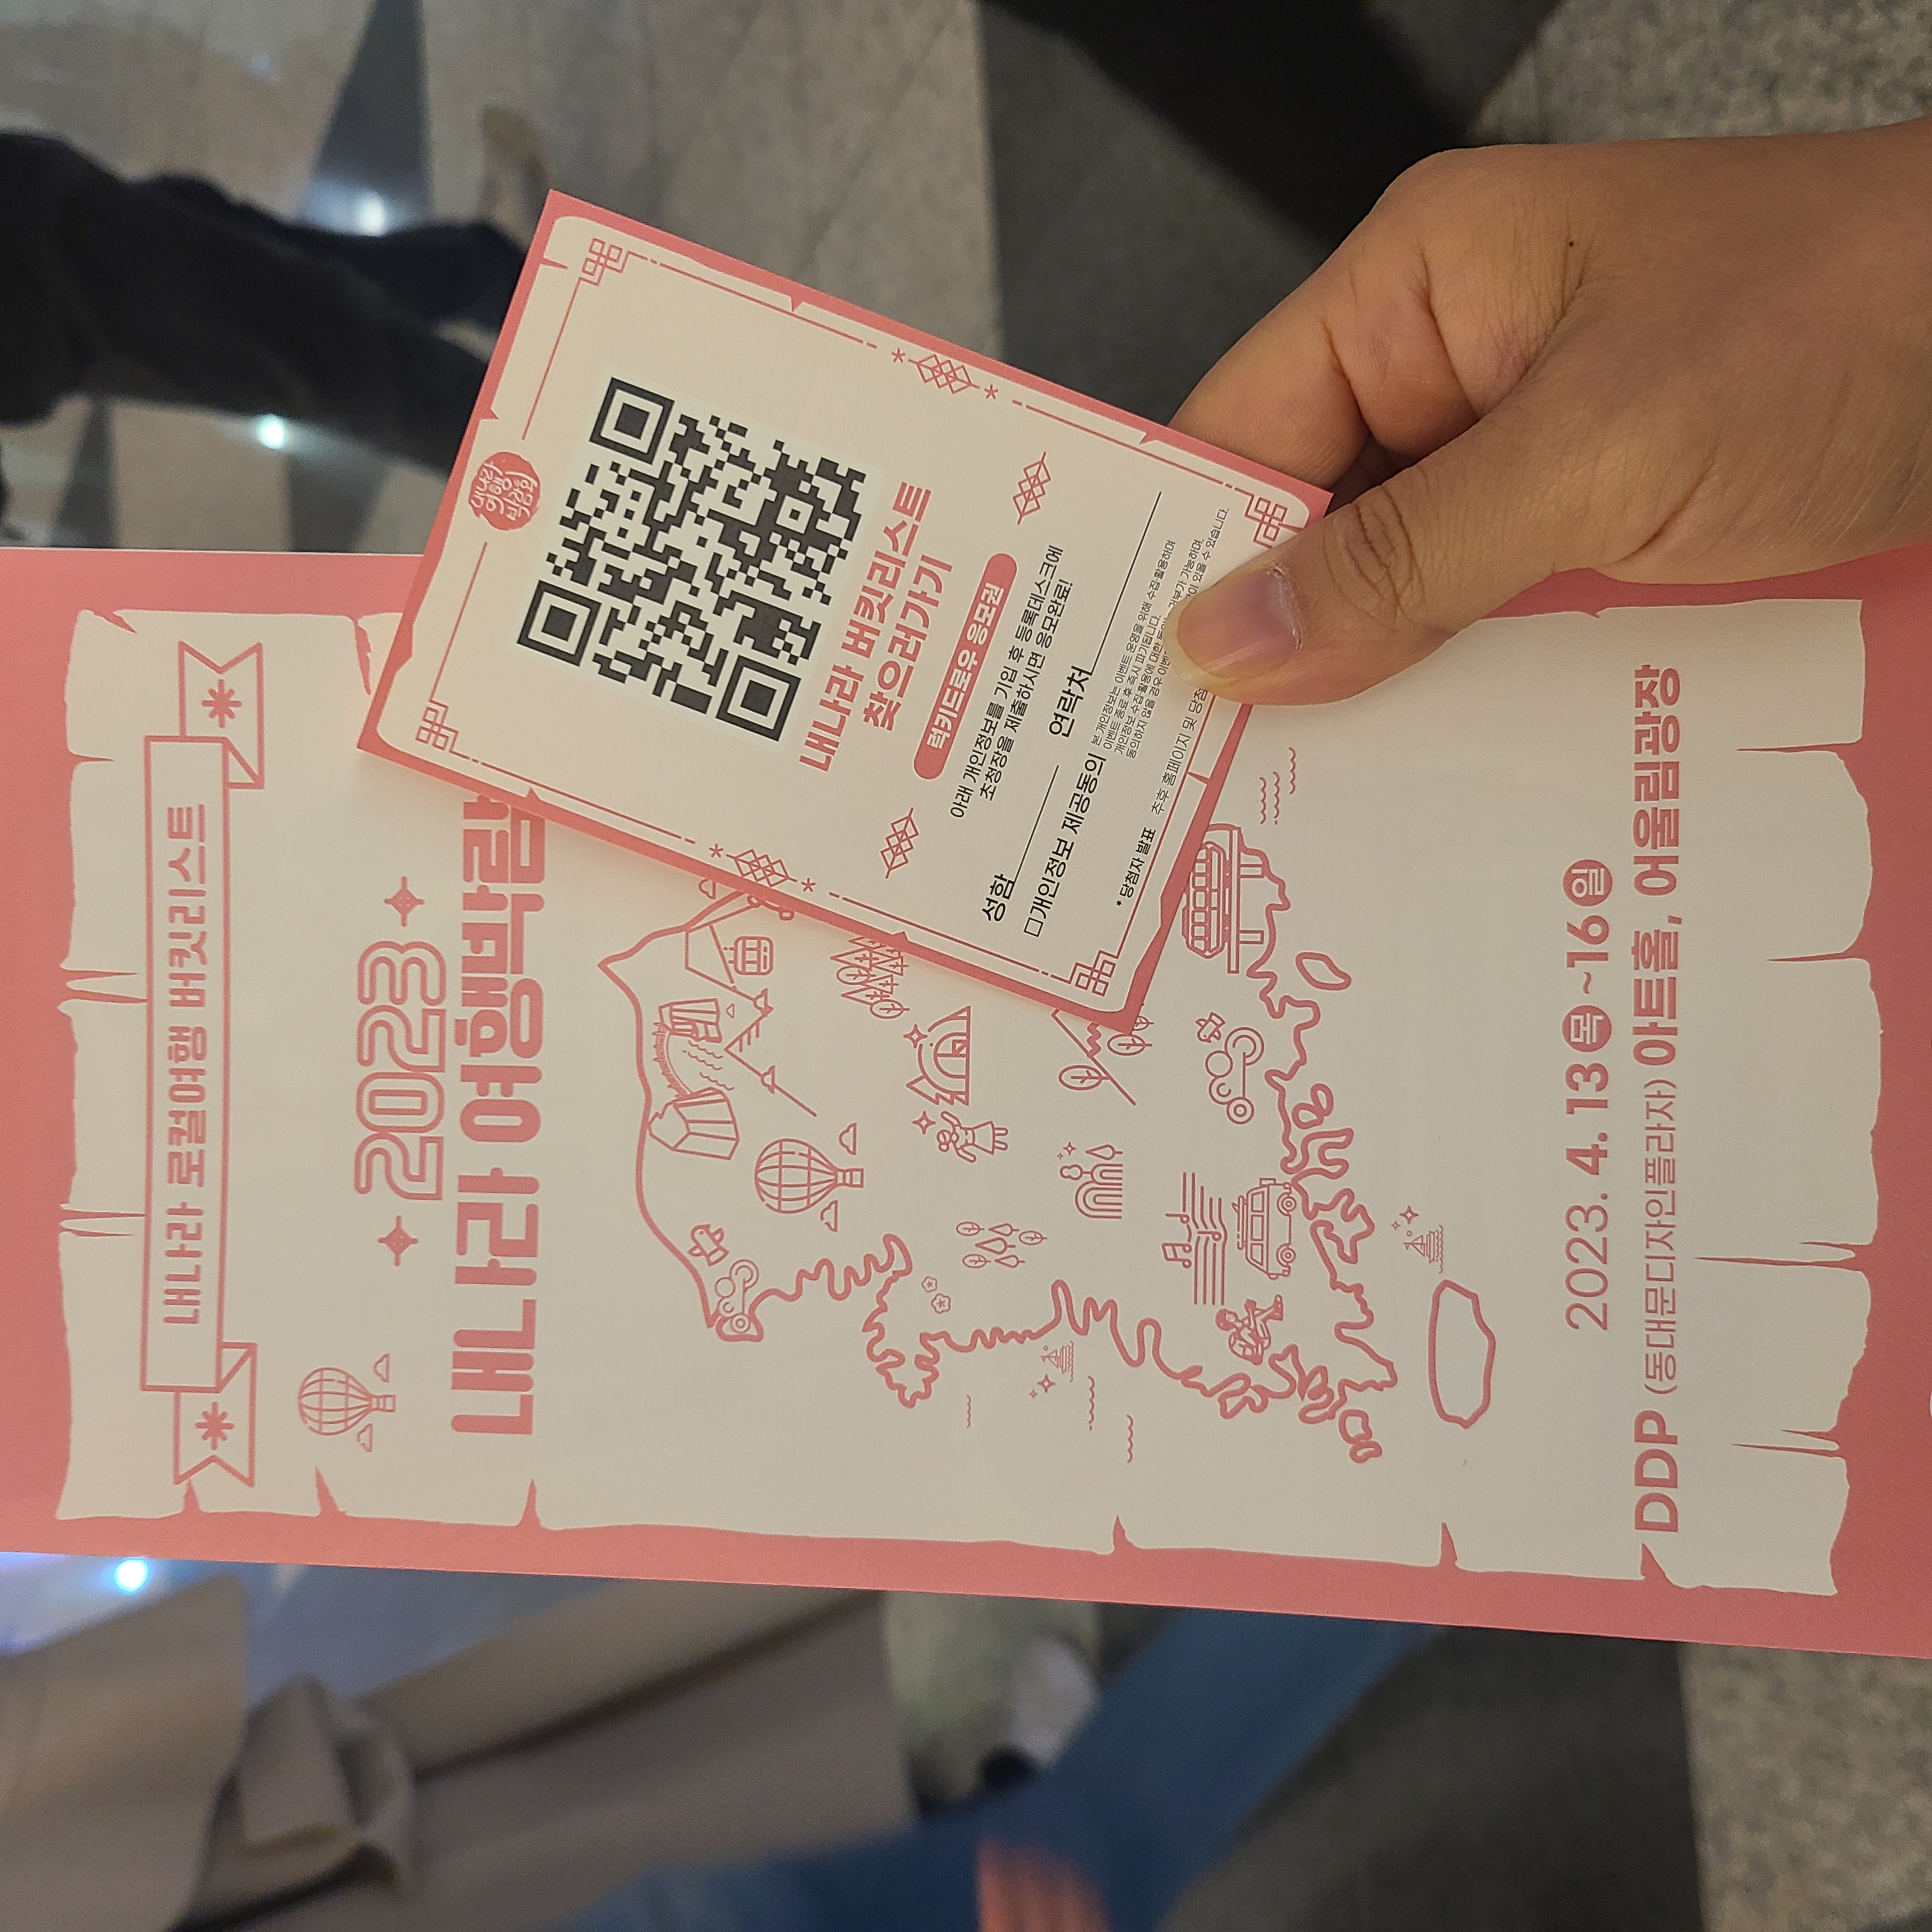 내나라 로컬여행 버킷리스트
2023
내나라 여행박람
2023. 4. 13 목 ~16 일
DDP (동대문디자인플라자) 아트홀, 어울림광장
내나라
여행
박람회
내나라 버킷리스트
찾으러가기
럭키드로우 응모권
아래 개인정보를 기입 후 등록데스크에
초청장을 제출하시면 응모완료!
성함 연락처
□개인정보 제공동의
본 개인정보는 이벤트 운영을 위해 수집·활용하며
이벤트 종료 후 즉시 파기됩니다.
개인정보 수집·활용에 대한 거부가 가능하며,
동의하지 않을 경우 있을 수 있습니다.
* 당첨자 발표 추후 홈페이지 및 당첨